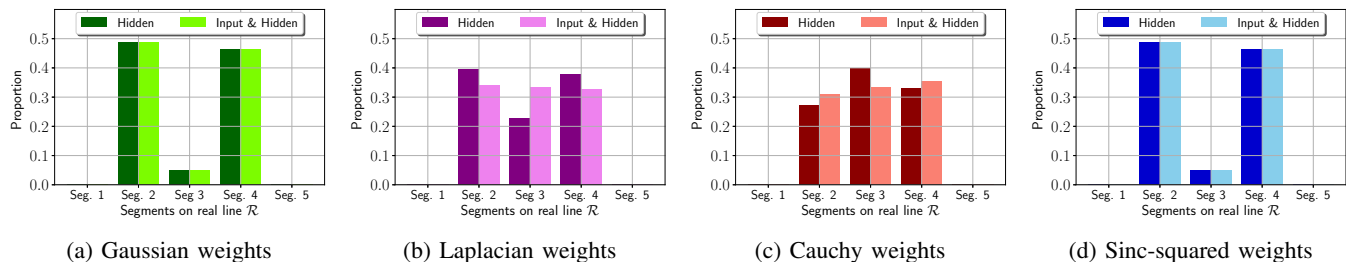 Hidden Input & Hidden
0.5
0.4
0.3
0.2
0.1
0.0
Proportion
Seg. 1 Seg. 2 Seg 3 Seg. 4 Seg. 5
Segments on real line ℛ
(a) Gaussian weights
Hidden Input & Hidden
0.5
0.4
0.3
0.2
0.1
0.0
Proportion
Seg. 1 Seg. 2 Seg 3 Seg. 4 Seg. 5
Segments on real line ℛ
(b) Laplacian weights
Hidden Input & Hidden
0.5
0.4
0.3
0.2
0.1
0.0
Proportion
Seg. 1 Seg. 2 Seg 3 Seg. 4 Seg. 5
Segments on real line ℛ
(c) Cauchy weights
Hidden Input & Hidden
0.5
0.4
0.3
0.2
0.1
0.0
Proportion
Seg. 1 Seg. 2 Seg 3 Seg. 4 Seg. 5
Segments on real line ℛ
(d) Sinc-squared weights